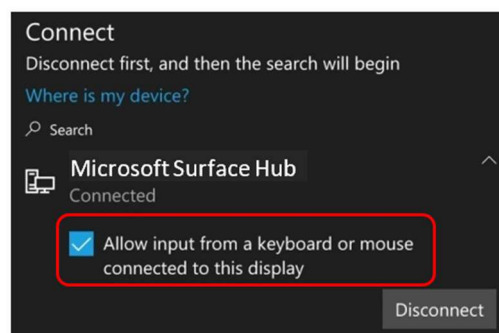 Connect
Disconnect first, and then the search will begin
Where is my device?
Search
Microsoft Surface Hub
Connected
Allow input from a keyboard or mouse
connected to this display
Disconnect